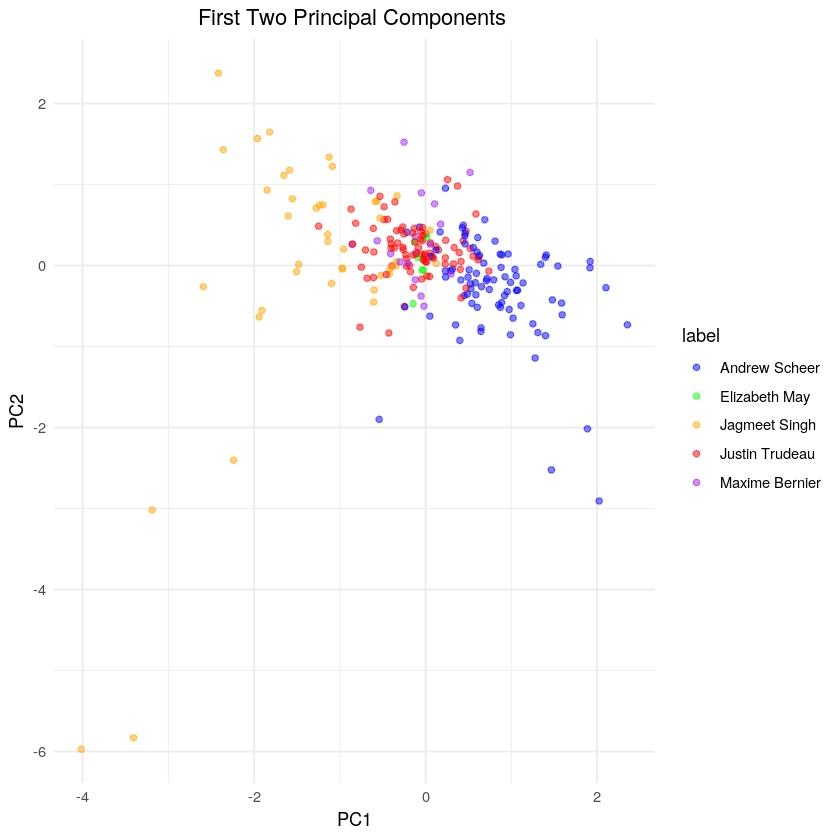 First Two Principal Components
2
0
-2
-4
-6
PC2
-4 -2 0 2
PC1
label
Andrew Scheer
Elizabeth May
Jagmeet Singh
Justin Trudeau
Maxime Bernier